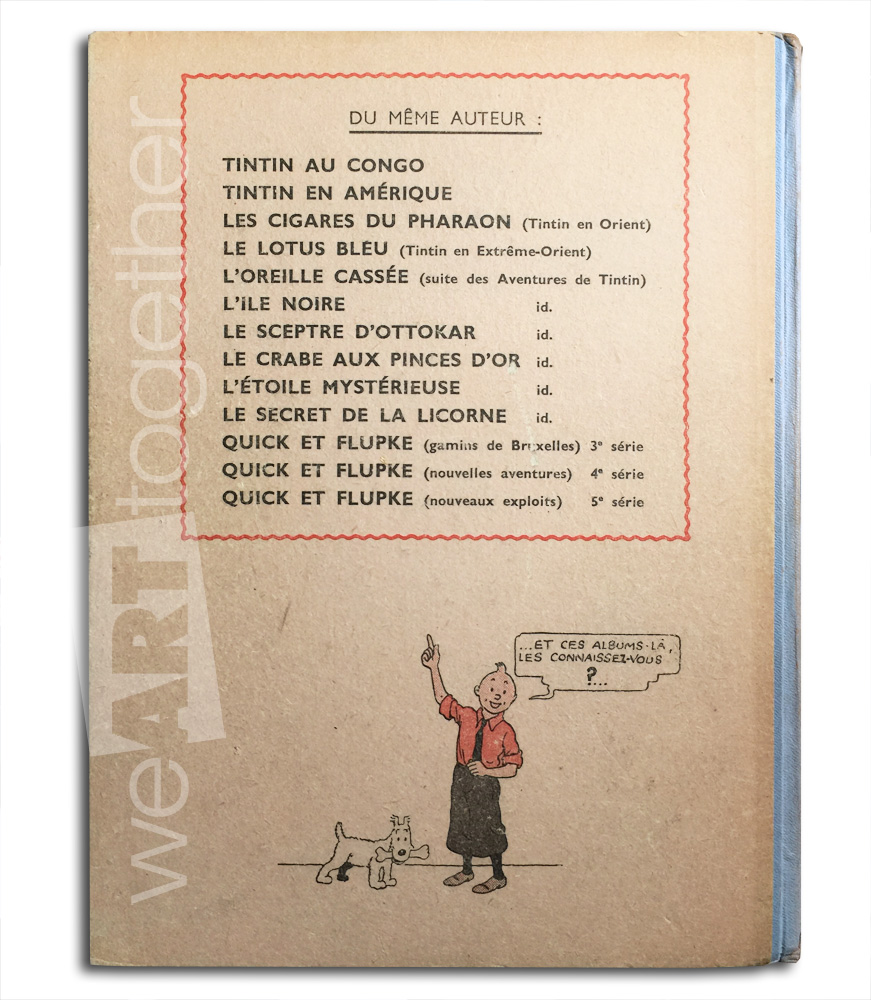 DU MÊME AUTEUR :
TINTIN AU CONGO
TINTIN EN AMÉRIQUE
LES CIGARES DU PHARAON (Tintin en Orient)
LE LOTUS BLEU (Tintin en Extrême-Orient)
L'OREILLE CASSÉE (suite des Aventures de Tintin)
L'ILE NOIRE id.
LE SCEPTRE D'OTTOKAR id.
LE CRABE AUX PINCES D'OR id.
L'ÉTOILE MYSTÉRIEUSE id.
LE SECRET DE LA LICORNE id.
QUICK ET FLUPKE (gamins de Bruxelles) 3e série
QUICK ET FLUPKE (nouvelles aventures) 4e série
QUICK ET FLUPKE (nouveaux exploits) 5e série
...ET CES ALBUMS-LÀ,
LES CONNAISSEZ-VOUS
?...
weARTtogether